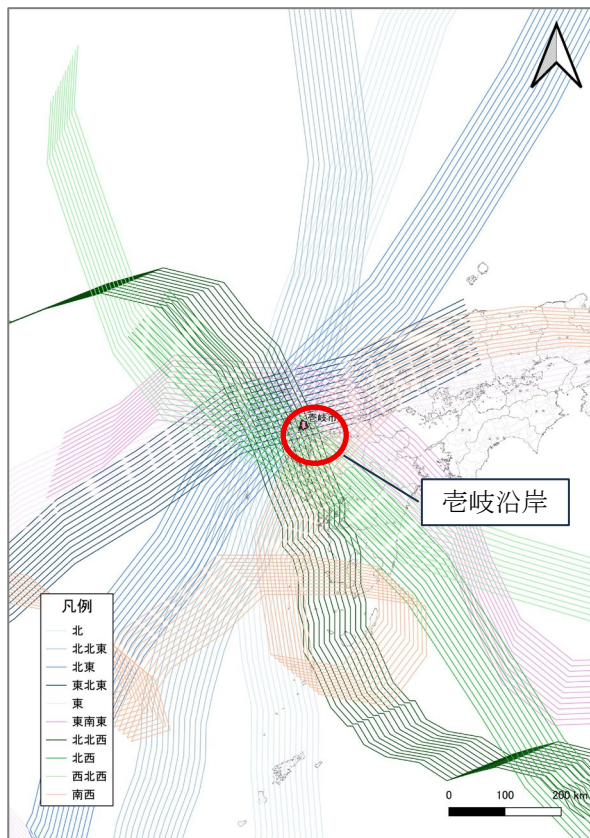 壱岐市
壱岐沿岸
凡例
北
北北東
北東
東北東
東
東南東
北北西
北西
西北西
南西
0 100 200 km